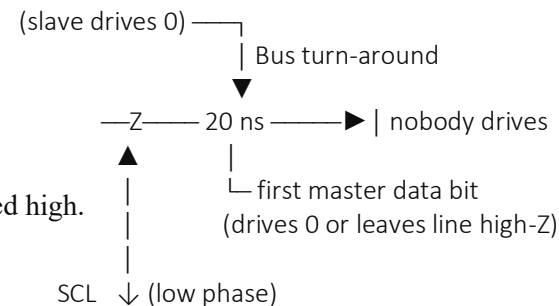 (slave drives 0)
Bus turn-around
Z 20 ns | nobody drives
first master data bit
ed high.
(drives 0 or leaves line high-Z)
SCL ↓ (low phase)